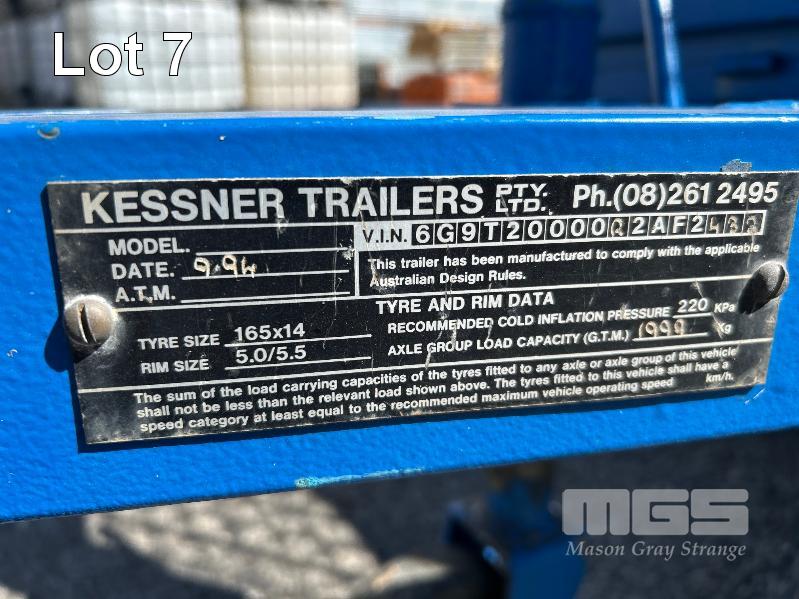 Lot 7
KESSNER TRAILERS PTY. LTD. Ph.(08)261 2495
MODEL.
V.I.N. 6G9T20000R2AF2432
DATE. 9.94
This trailer has been manufactured to comply with the applicable
Australian Design Rules.
A.T.M.
TYRE AND RIM DATA
TYRE SIZE 165x14
RECOMMENDED COLD INFLATION PRESSURE 220 KPa
RIM SIZE 5.0/5.5
AXLE GROUP LOAD CAPACITY (G.T.M.) 1999 Kg
The sum of the load carrying capacities of the tyres fitted to any axle or axle group of this vehicle
shall not be less than the relevant load shown above. The tyres fitted to this vehicle shall have a
speed category at least equal to the recommended maximum vehicle operating speed km/h.
MGS
Mason Gray Strange